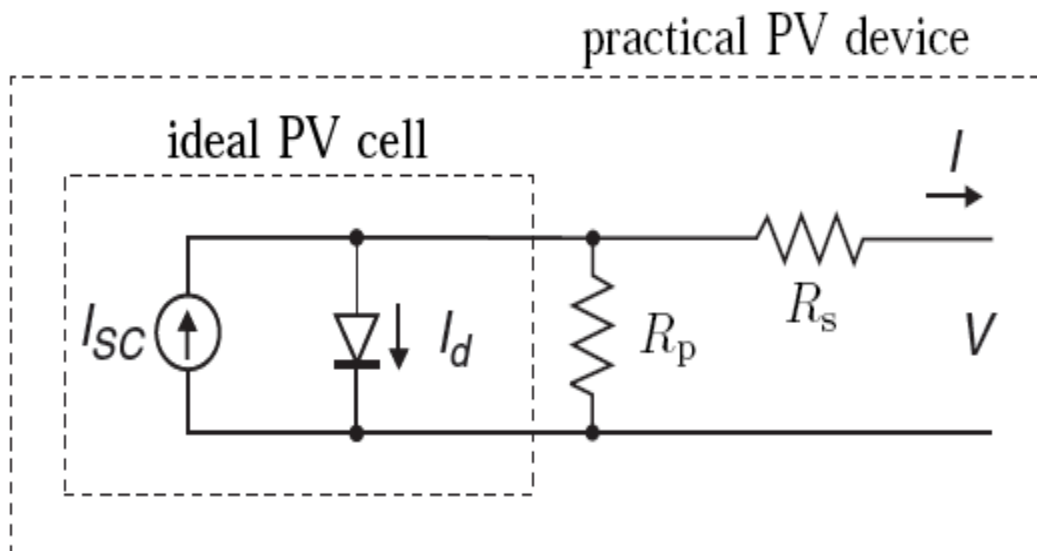 practical PV device
ideal PV cell
I
I_SC
I_d
R_p
R_s
V